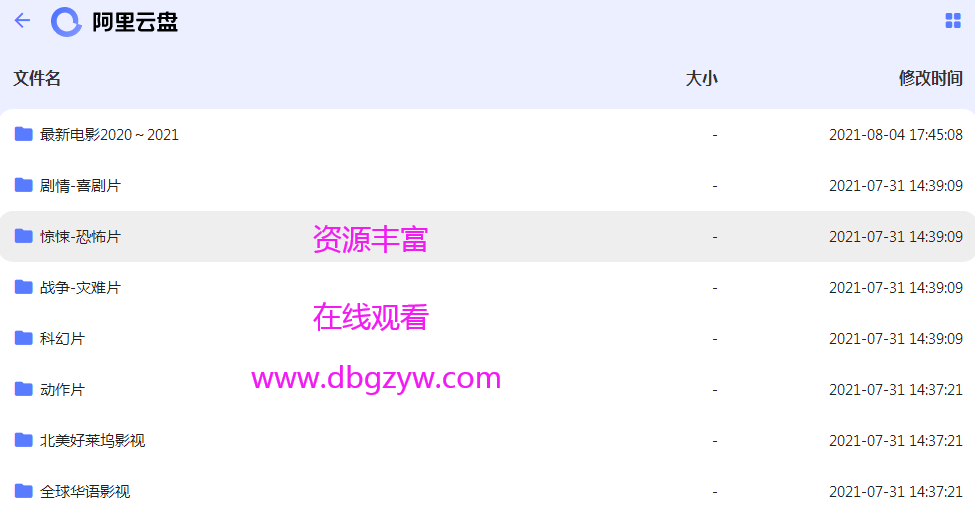 阿里云盘
文件名 大小 修改时间
最新电影2020～2021 - 2021-08-04 17:45:08
剧情-喜剧片 - 2021-07-31 14:39:09
惊悚-恐怖片 资源丰富 - 2021-07-31 14:39:09
战争-灾难片 - 2021-07-31 14:39:09
在线观看
科幻片 - 2021-07-31 14:39:09
www.dbgzyw.com
动作片 - 2021-07-31 14:37:21
北美好莱坞影视 - 2021-07-31 14:37:21
全球华语影视 - 2021-07-31 14:37:21